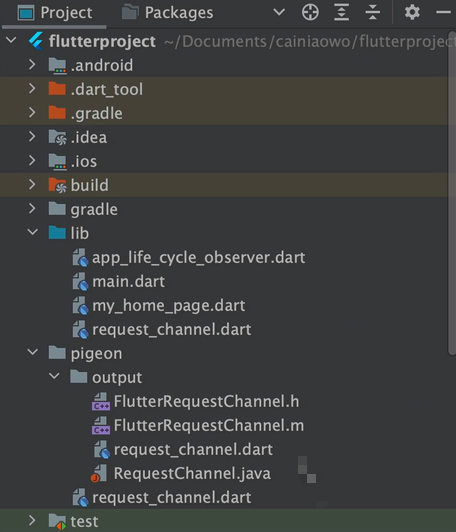 Project Packages
flutterproject ~/Documents/cainiaowo/flutterproject
.android
.dart_tool
.gradle
.idea
.ios
build
gradle
lib
app_life_cycle_observer.dart
main.dart
my_home_page.dart
request_channel.dart
pigeon
output
FlutterRequestChannel.h
C++
FlutterRequestChannel.m
C++
request_channel.dart
RequestChannel.java
request_channel.dart
test